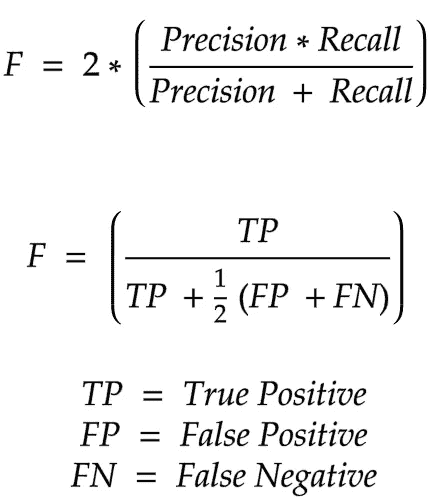 F = 2 * (Precision * Recall / Precision + Recall)
F = (TP / TP + 1/2 (FP + FN))
TP = True Positive
FP = False Positive
FN = False Negative